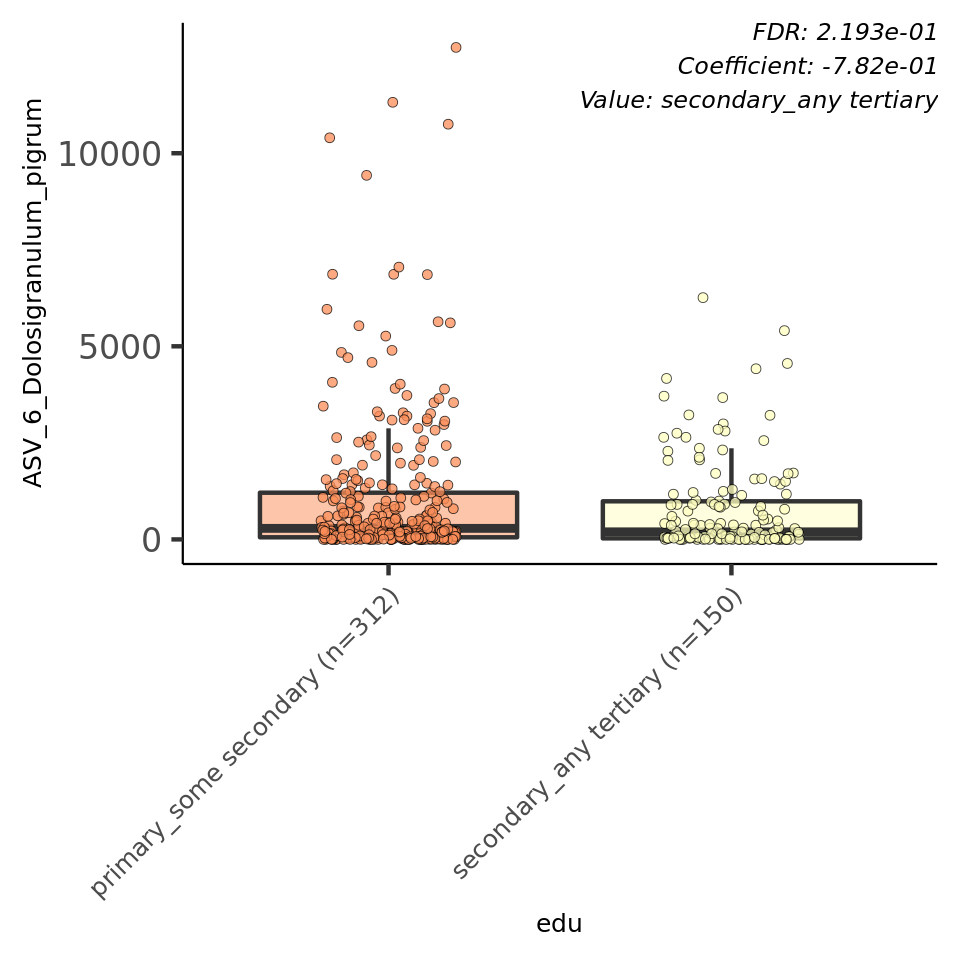 FDR: 2.193e-01
Coefficient: -7.82e-01
Value: secondary_any tertiary
ASV_6_Dolosigranulum_pigrum
10000
5000
0
primary_some secondary (n=312)
secondary_any tertiary (n=150)
edu